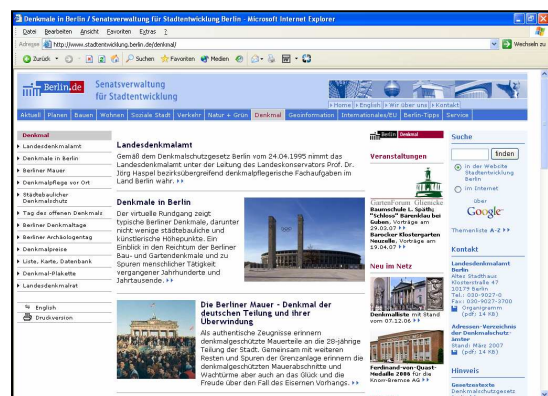 Denkmale in Berlin / Senatsverwaltung für Stadtentwicklung Berlin - Microsoft Internet Explorer
Datei Bearbeiten Ansicht Favoriten Extras ?
Adresse http://www.stadtentwicklung.berlin.de/denkmal/ Wechseln zu
Zurück Suchen Favoriten Medien
Berlin.de
Senatsverwaltung
für Stadtentwicklung
Home English Wir über uns Kontakt
Aktuell Planen Bauen Wohnen Soziale Stadt Verkehr Natur + Grün Denkmal Geoinformation Internationales/EU Berlin-Tipps Service
Denkmal
Landesdenkmalamt
Denkmale in Berlin
Berliner Mauer
Denkmalpflege vor Ort
Städtebaulicher
Denkmalschutz
Tag des offenen Denkmals
Berliner Denkmaltage
Berliner Archäologentag
Denkmalpreise
Liste, Karte, Datenbank
Denkmal-Plakette
Landesdenkmalrat
English
Druckversion
Landesdenkmalamt
Gemäß dem Denkmalschutzgesetz Berlin vom 24.04.1995 nimmt das
Landesdenkmalamt unter der Leitung des Landeskonservators Prof. Dr.
Jörg Haspel bezirksübergreifend denkmalpflegerische Fachaufgaben im
Land Berlin wahr.
Denkmale in Berlin
Der virtuelle Rundgang zeigt
typische Berliner Denkmale, darunter
nicht wenige städtebauliche und
künstlerische Höhepunkte. Ein
Einblick in den Reichtum der Berliner
Bau- und Gartendenkmale und zu
Spuren menschlicher Tätigkeit
vergangener Jahrhunderte und
Jahrtausende.
Die Berliner Mauer - Denkmal der
deutschen Teilung und ihrer
Überwindung
Als authentische Zeugnisse erinnern
denkmalgeschützte Mauerteile an die 28-jährige
Teilung der Stadt. Gemeinsam mit weiteren
Resten und Spuren der Grenzanlage erinnern die
denkmalgeschützten Mauerabschnitte und
Wachtürme aber auch an das Glück und die
Freude über den Fall des Eisernen Vorhangs.
Berlin Denkmal
Veranstaltungen
GartenForum Glienicke
Baumschule L. Späth;
"Schloss" Bärenklau bei
Guben, Vorträge am
29.03.07
Barocker Klostergarten
Neuzelle, Vorträge am
19.04.07
Neu im Netz
Denkmalliste mit Stand
vom 07.12.06
Ferdinand-von-Quast-
Medaille 2006 für die
Knorr-Bremse AG
Suche
finden
in der Website
Stadtentwicklung
Berlin
im Internet
über
Google
Themenliste A-Z
Kontakt
Landesdenkmalamt
Berlin
Altes Stadthaus
Klosterstraße 47
10179 Berlin
Tel.: 030-9027-0
Fax: 030-9027-3700
Organigramm
(pdf; 14 KB)
Adressen-Verzeichnis
der Denkmalschutz-
ämter
Stand: März 2007
(pdf; 14 KB)
Hinweis
Gesetzestexte
Denkmalschutzgesetz